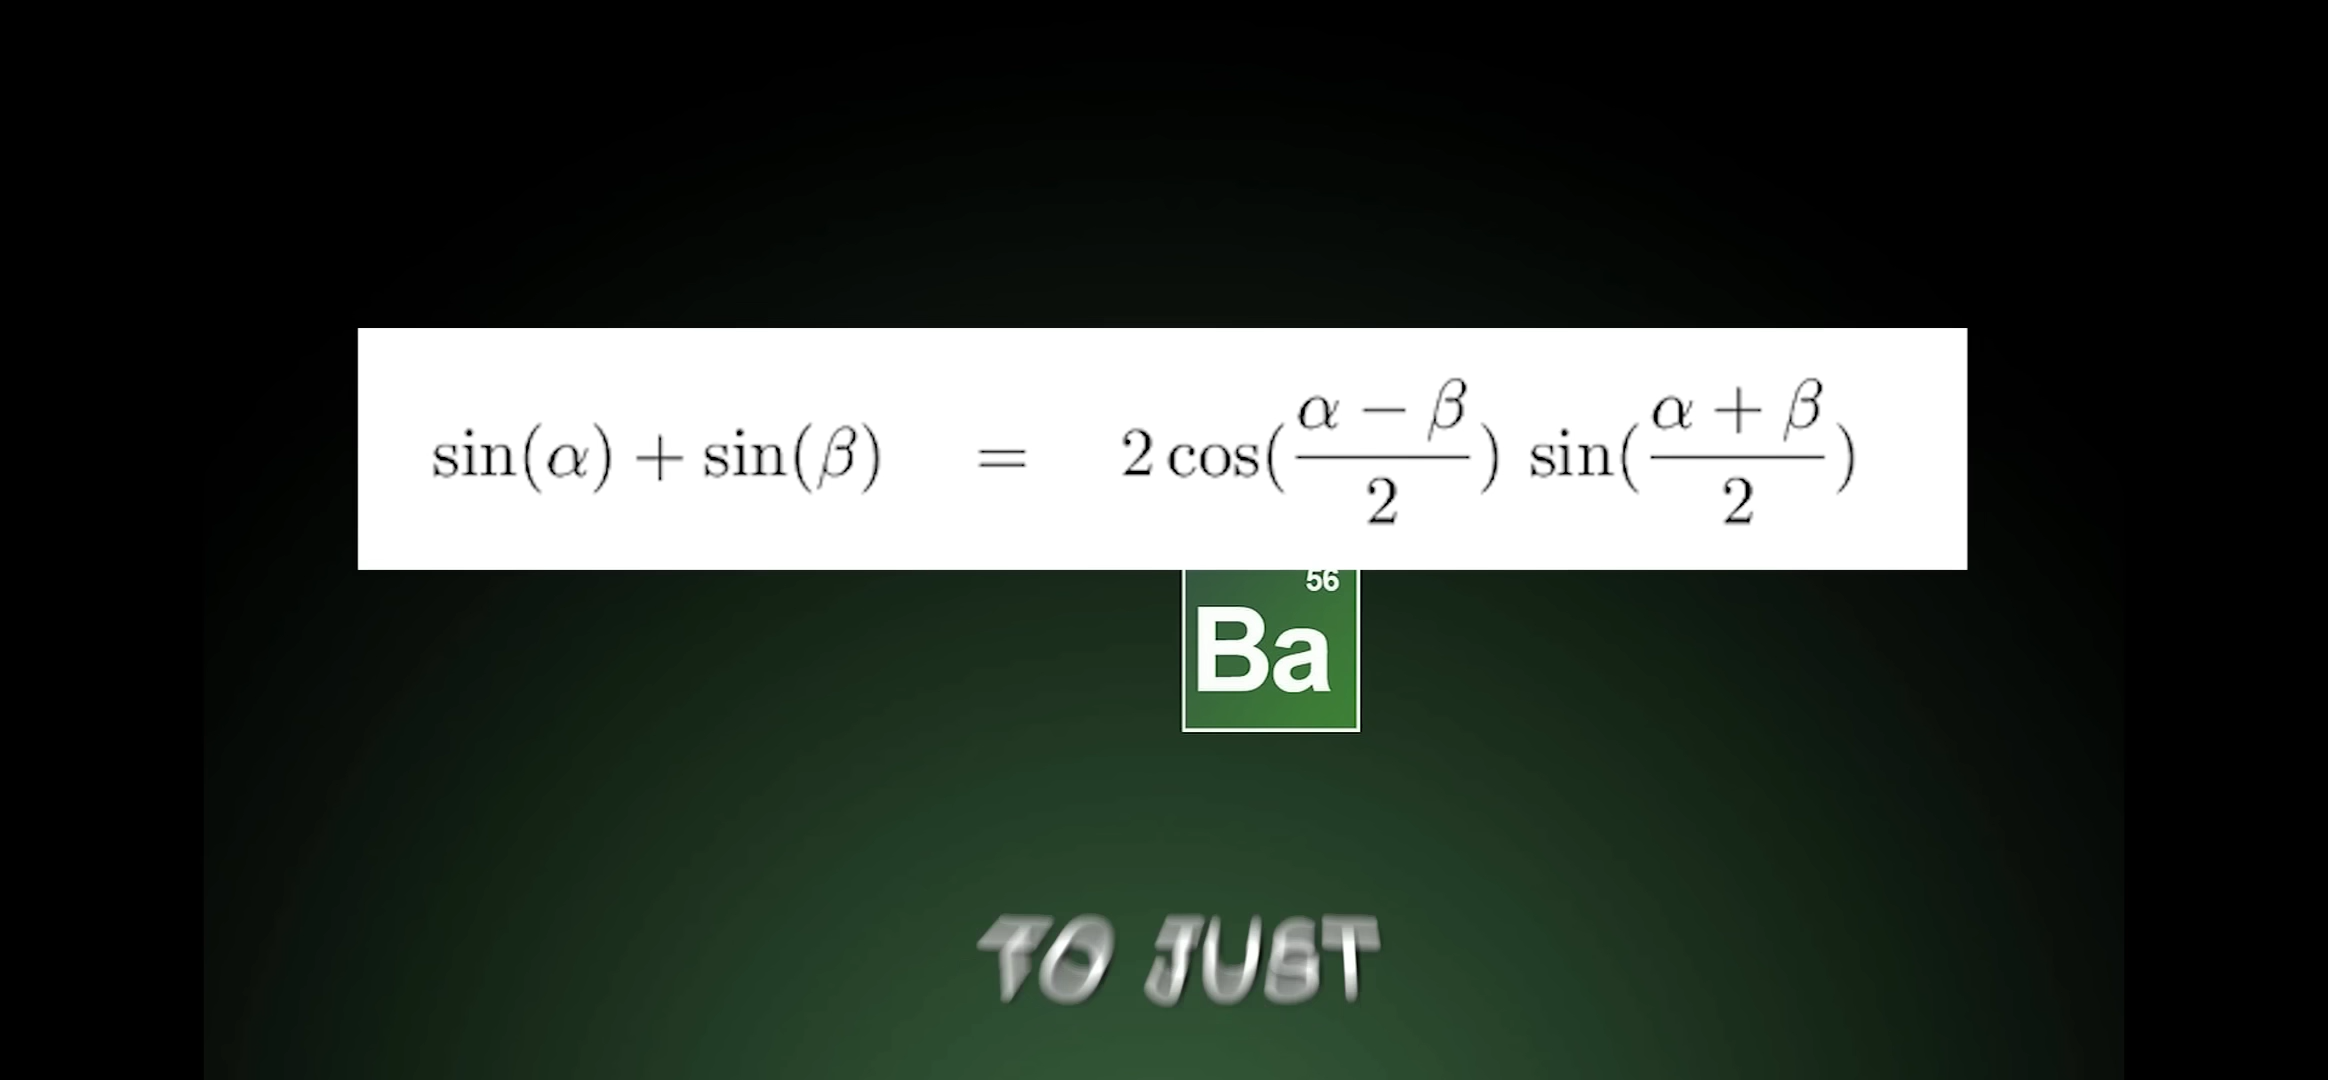 sin(α) + sin(β) = 2 cos(α − β / 2) sin(α + β / 2)
56
Ba
TO JUST